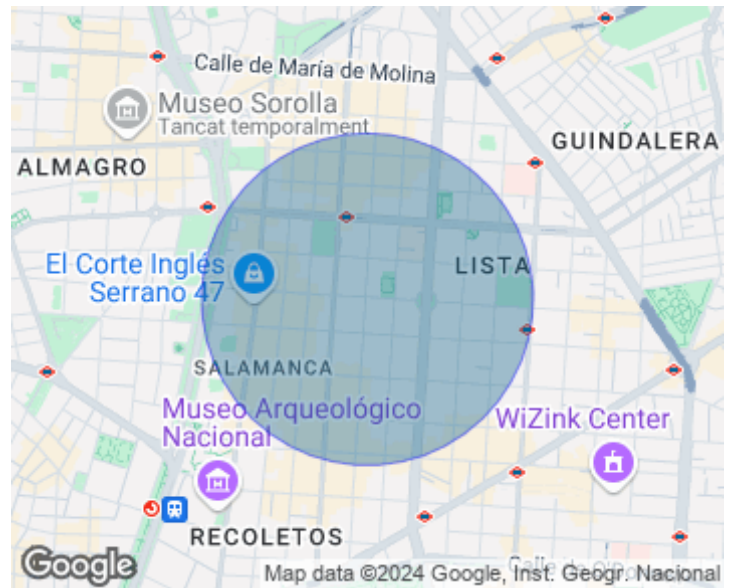 Calle de María de Molina
Museo Sorolla
Tancat temporalment
GUINDALERA
ALMAGRO
El Corte Inglés
Serrano 47
LISTA
SALAMANCA
Museo Arqueológico
Nacional
WiZink Center
RECOLETOS
Google
Map data ©2024 Google, Inst. Geogr. Nacional